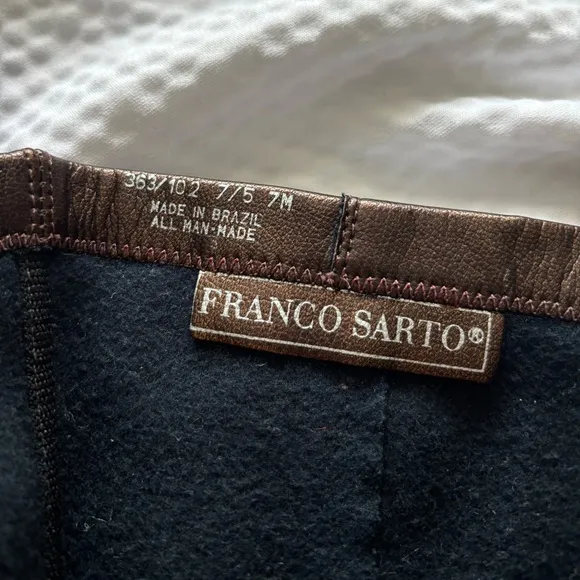 363/102 7/5 7M
MADE IN BRAZIL
ALL MAN-MADE
FRANCO SARTO®